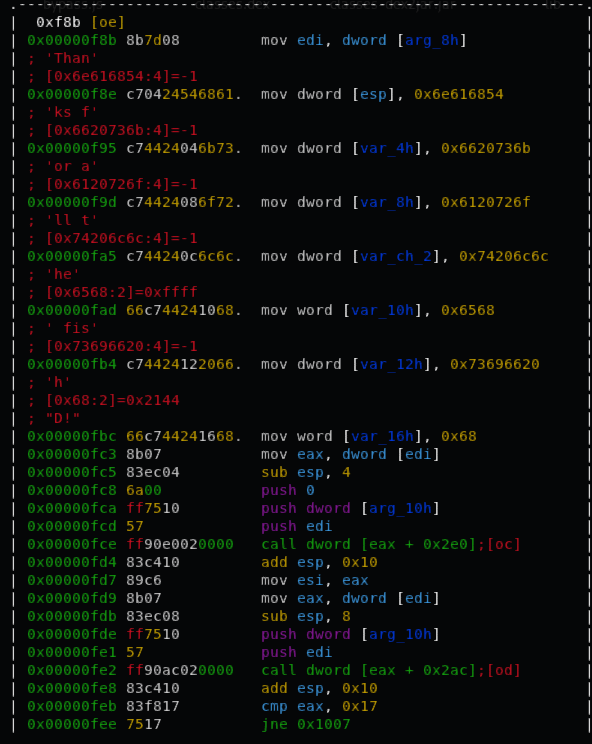 0xf8b [oe]
0x00000f8b 8b7d08 mov edi, dword [arg_8h]
; 'Than'
; [0x6e616854:4]=-1
0x00000f8e c70424546861. mov dword [esp], 0x6e616854
; 'ks f'
; [0x6620736b:4]=-1
0x00000f95 c74424046b73. mov dword [var_4h], 0x6620736b
; 'or a'
; [0x6120726f:4]=-1
0x00000f9d c74424086f72. mov dword [var_8h], 0x6120726f
; 'll t'
; [0x74206c6c:4]=-1
0x00000fa5 c744240c6c6c. mov dword [var_ch_2], 0x74206c6c
; 'he'
; [0x6568:2]=0xffff
0x00000fad 66c744241068. mov word [var_10h], 0x6568
; ' fis'
; [0x73696620:4]=-1
0x00000fb4 c74424122066. mov dword [var_12h], 0x73696620
; 'h'
; [0x68:2]=0x2144
; "D!"
0x00000fbc 66c744241668. mov word [var_16h], 0x68
0x00000fc3 8b07 mov eax, dword [edi]
0x00000fc5 83ec04 sub esp, 4
0x00000fc8 6a00 push 0
0x00000fca ff7510 push dword [arg_10h]
0x00000fcd 57 push edi
0x00000fce ff90e0020000 call dword [eax + 0x2e0];[oc]
0x00000fd4 83c410 add esp, 0x10
0x00000fd7 89c6 mov esi, eax
0x00000fd9 8b07 mov eax, dword [edi]
0x00000fdb 83ec08 sub esp, 8
0x00000fde ff7510 push dword [arg_10h]
0x00000fe1 57 push edi
0x00000fe2 ff90ac020000 call dword [eax + 0x2ac];[od]
0x00000fe8 83c410 add esp, 0x10
0x00000feb 83f817 cmp eax, 0x17
0x00000fee 7517 jne 0x1007